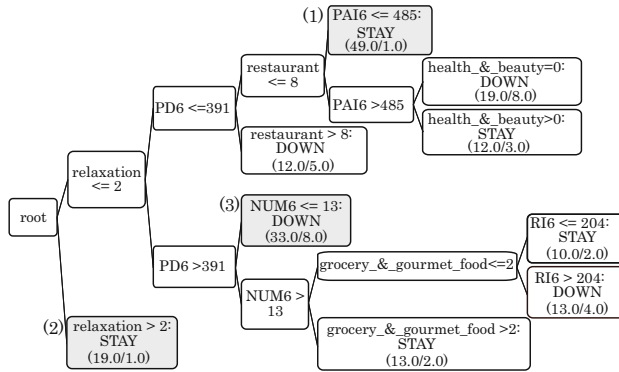 (1)
PAI6 <= 485:
STAY
(49.0/1.0)
restaurant
<= 8
health_&_beauty=0:
DOWN
(19.0/8.0)
PD6 <=391
PAI6 >485
health_&_beauty>0:
STAY
(12.0/3.0)
restaurant > 8:
DOWN
(12.0/5.0)
relaxation
<= 2
(3)
NUM6 <= 13:
DOWN
(33.0/8.0)
root
RI6 <= 204:
STAY
(10.0/2.0)
PD6 >391
grocery_&_gourmet_food<=2
NUM6 >
13
RI6 > 204:
DOWN
(13.0/4.0)
(2)
relaxation > 2:
STAY
(19.0/1.0)
grocery_&_gourmet_food >2:
STAY
(13.0/2.0)